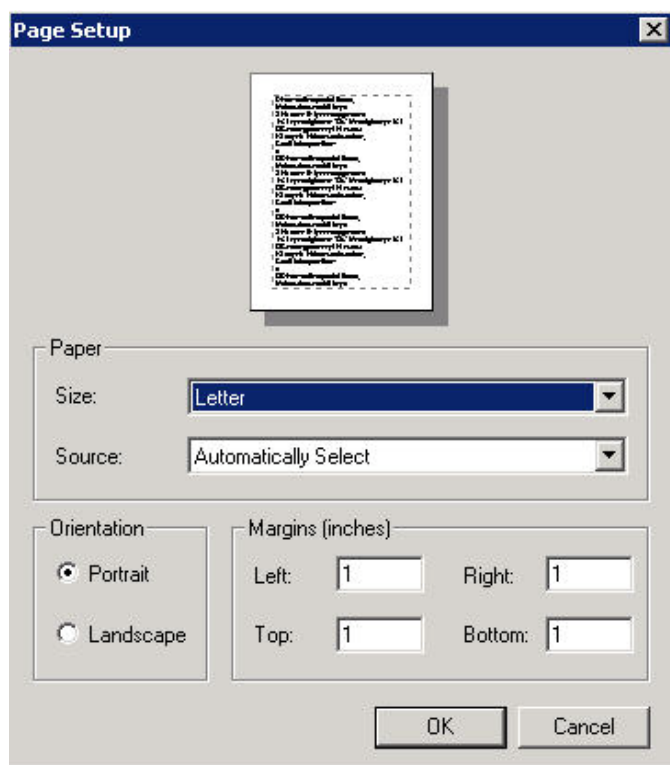 Page Setup
Paper
Size: Letter
Source: Automatically Select
Orientation
Portrait
Landscape
Margins (inches)
Left: 1 Right: 1
Top: 1 Bottom: 1
OK Cancel